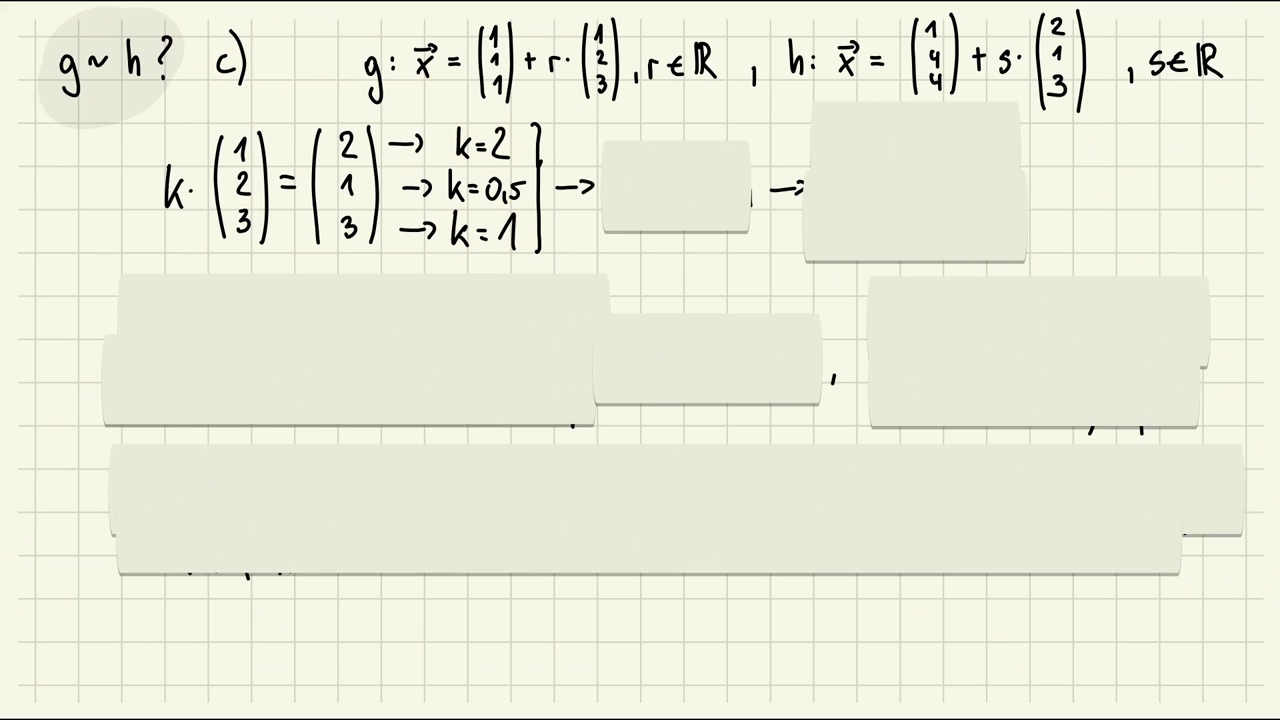 g ~ h ? c) g: x⃗ = (1 1 1) + r · (1 2 3), r ∈ ℝ , h: x⃗ = (1 4 4) + s · (2 1 3) , s ∈ ℝ
k · (1 2 3) = (2 1 3) → k = 2 → k = 0,5 → k = 1 ] → →
,